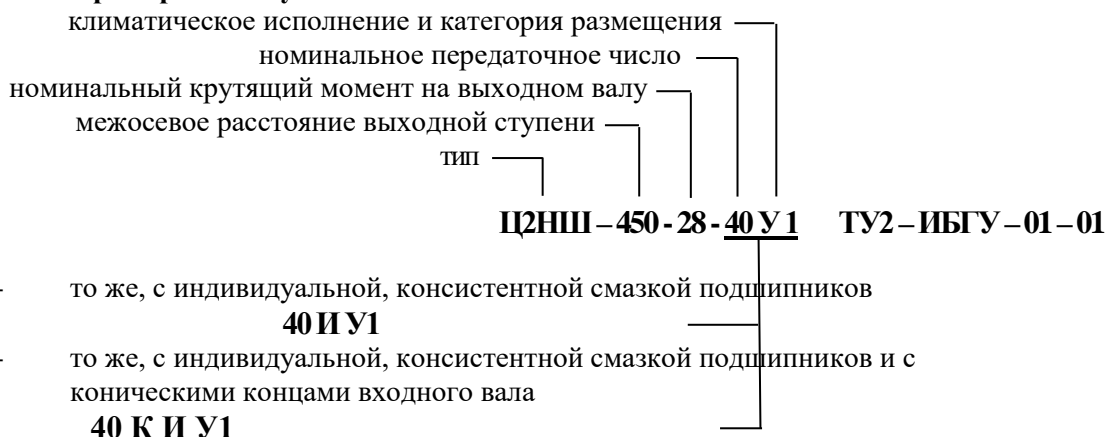 климатическое исполнение и категория размещения
номинальное передаточное число
номинальный крутящий момент на выходном валу
межосевое расстояние выходной ступени
тип
Ц2НШ – 450 - 28 - 40 У 1 ТУ2 – ИБГУ – 01 – 01
- то же, с индивидуальной, консистентной смазкой подшипников
40 И У1
- то же, с индивидуальной, консистентной смазкой подшипников и с
коническими концами входного вала
40 К И У1